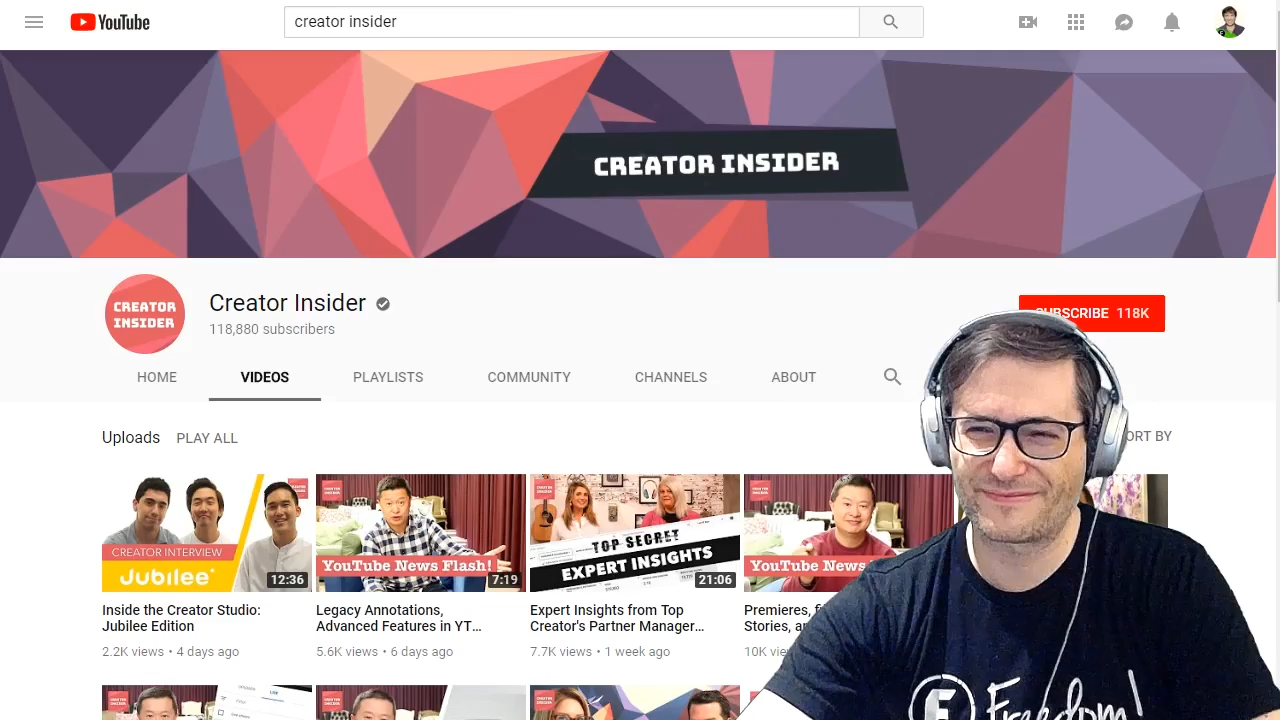 YouTube
creator insider
CREATOR INSIDER
CREATOR
INSIDER
Creator Insider
118,880 subscribers
SUBSCRIBE 118K
HOME
VIDEOS
PLAYLISTS
COMMUNITY
CHANNELS
ABOUT
Uploads
PLAY ALL
ORT BY
CREATOR INTERVIEW
JUBILEE
12:36
YouTube News Flash!
7:19
TOP SECRET
EXPERT INSIGHTS
21:06
YouTube News
Inside the Creator Studio:
Jubilee Edition
2.2K views • 4 days ago
Legacy Annotations,
Advanced Features in YT...
5.6K views • 6 days ago
Expert Insights from Top
Creator's Partner Manager...
7.7K views • 1 week ago
Premieres, f
Stories, a
10K vie
Freedom!